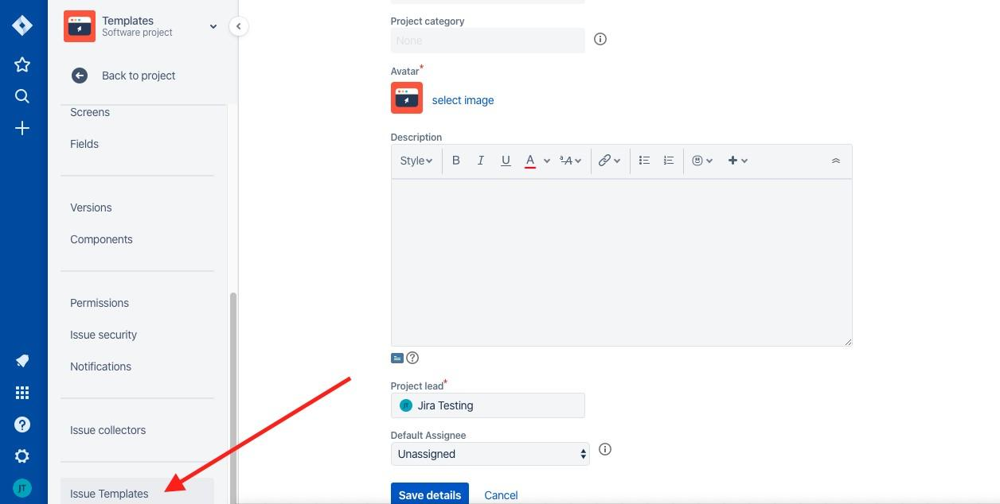 Templates
Software project
Back to project
Screens
Fields
Versions
Components
Permissions
Issue security
Notifications
Issue collectors
Issue Templates
JT
Project category
None
Avatar*
select image
Description
Style B I U A ªA
Project lead*
JT Jira Testing
Default Assignee
Unassigned
Save details Cancel